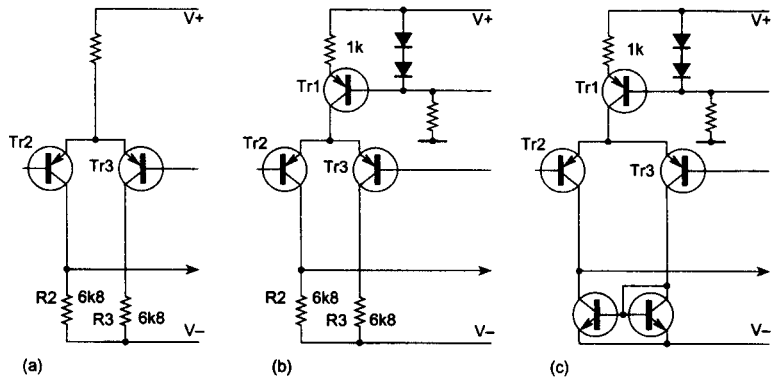 V+
Tr2
Tr3
R2
6k8
R3
6k8
V−
(a)
V+
1k
Tr1
Tr2
Tr3
R2
6k8
R3
6k8
V−
(b)
V+
1k
Tr1
Tr2
Tr3
V−
(c)